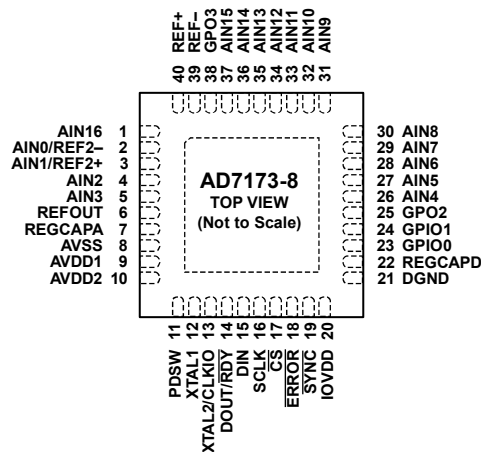 REF+
REF–
GPO3
AIN15
AIN14
AIN13
AIN12
AIN11
AIN10
AIN9
40 39 38 37 36 35 34 33 32 31
AIN16 1
AIN0/REF2– 2
AIN1/REF2+ 3
AIN2 4
AIN3 5
REFOUT 6
REGCAPA 7
AVSS 8
AVDD1 9
AVDD2 10
AD7173-8
TOP VIEW
(Not to Scale)
30 AIN8
29 AIN7
28 AIN6
27 AIN5
26 AIN4
25 GPO2
24 GPIO1
23 GPIO0
22 REGCAPD
21 DGND
11 12 13 14 15 16 17 18 19 20
PDSW
XTAL1
XTAL2/CLKIO
DOUT/RDY
DIN
SCLK
CS
ERROR
SYNC
IOVDD